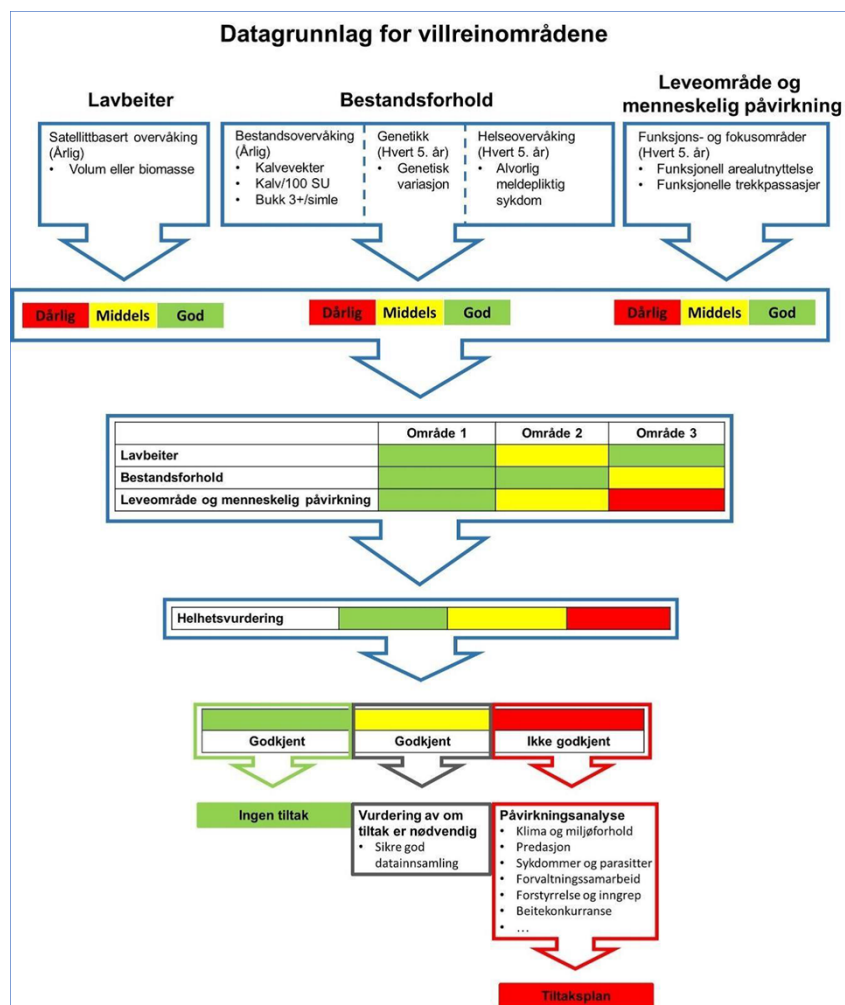 Datagrunnlag for villreinområdene
Lavbeiter
Bestandsforhold
Leveområde og
menneskelig påvirkning
Satellittbasert overvåking
(Årlig)
• Volum eller biomasse
Bestandsovervåking
(Årlig)
• Kalvevekter
• Kalv/100 SU
• Bukk 3+/simle
Genetikk
(Hvert 5. år)
• Genetisk
variasjon
Helseovervåking
(Hvert 5. år)
• Alvorlig
meldepliktig
sykdom
Funksjons- og fokusområder
(Hvert 5. år)
• Funksjonell arealutnyttelse
• Funksjonelle trekkpassasjer
Dårlig Middels God
Dårlig Middels God
Dårlig Middels God
Område 1 Område 2 Område 3
Lavbeiter
Bestandsforhold
Leveområde og menneskelig påvirkning
Helhetsvurdering
Godkjent Godkjent Ikke godkjent
Ingen tiltak
Vurdering av om
tiltak er nødvendig
• Sikre god
datainnsamling
Påvirkningsanalyse
• Klima og miljøforhold
• Predasjon
• Sykdommer og parasitter
• Forvaltningssamarbeid
• Forstyrrelse og inngrep
• Beitekonkurranse
• …
Tiltaksplan